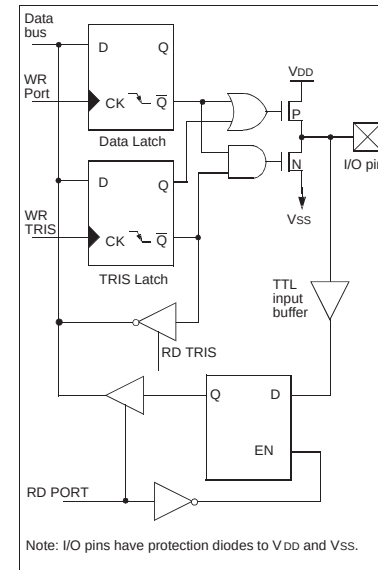 Data
bus
D
Q
WR
Port
CK
Q
Data Latch
VDD
P
N
I/O pin
VSS
D
Q
WR
TRIS
CK
Q
TRIS Latch
TTL
input
buffer
RD TRIS
Q
D
EN
RD PORT
Note: I/O pins have protection diodes to VDD and VSS.